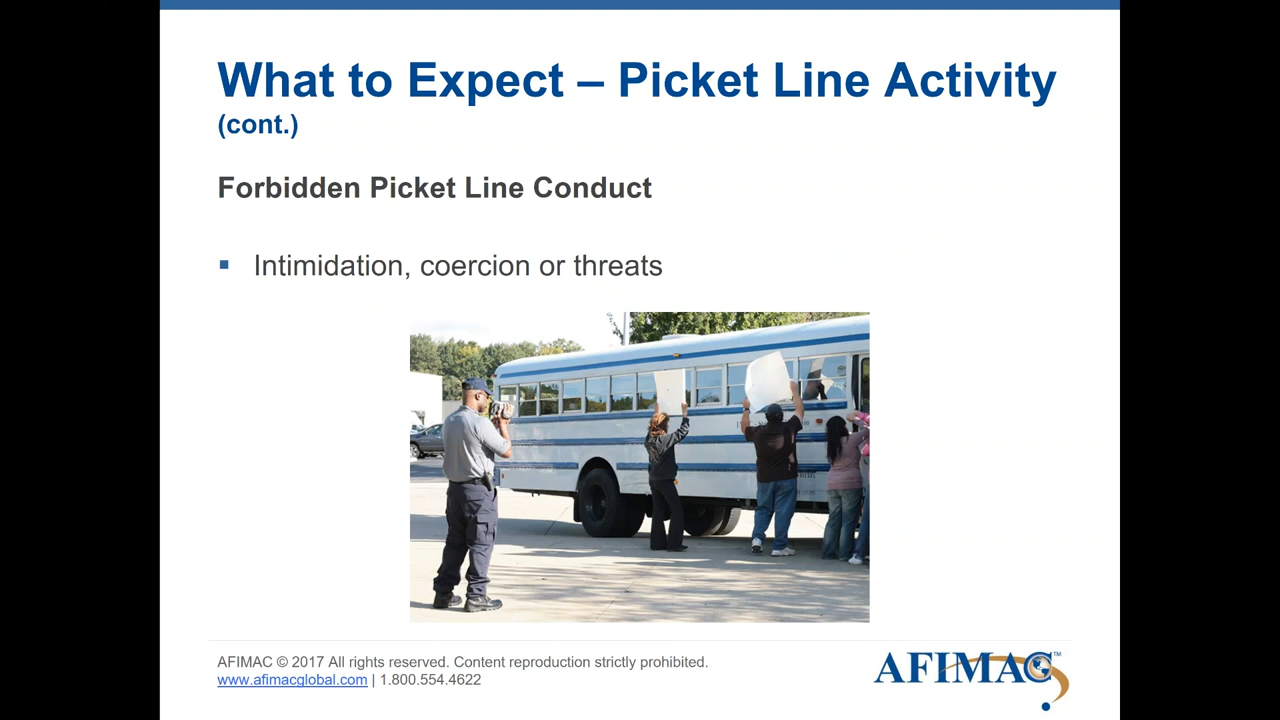 What to Expect – Picket Line Activity
(cont.)
Forbidden Picket Line Conduct
▪ Intimidation, coercion or threats
AFIMAC © 2017 All rights reserved. Content reproduction strictly prohibited.
www.afimacglobal.com | 1.800.554.4622
AFIMAC™